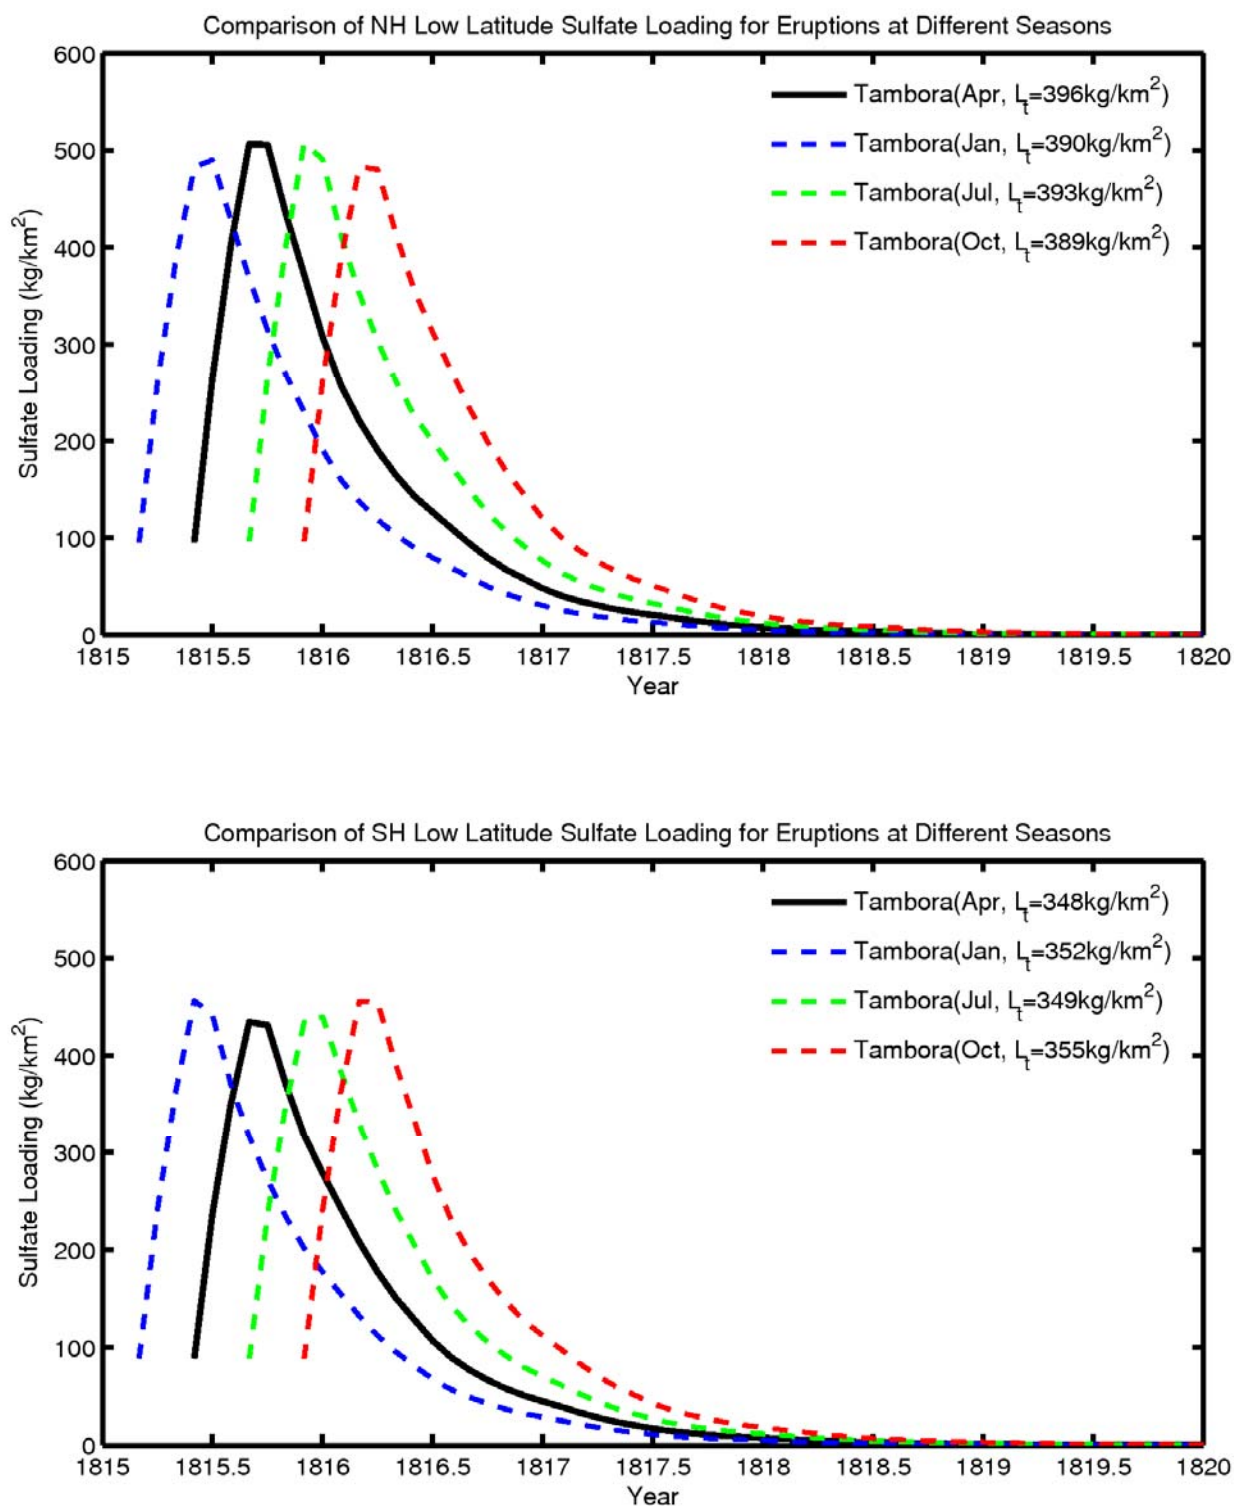 Comparison of NH Low Latitude Sulfate Loading for Eruptions at Different Seasons
600
500
400
300
200
100
0
Sulfate Loading (kg/km²)
Tambora(Apr, Lₜ=396kg/km²)
Tambora(Jan, Lₜ=390kg/km²)
Tambora(Jul, Lₜ=393kg/km²)
Tambora(Oct, Lₜ=389kg/km²)
1815 1815.5 1816 1816.5 1817 1817.5 1818 1818.5 1819 1819.5 1820
Year
Comparison of SH Low Latitude Sulfate Loading for Eruptions at Different Seasons
600
500
400
300
200
100
0
Sulfate Loading (kg/km²)
Tambora(Apr, Lₜ=348kg/km²)
Tambora(Jan, Lₜ=352kg/km²)
Tambora(Jul, Lₜ=349kg/km²)
Tambora(Oct, Lₜ=355kg/km²)
1815 1815.5 1816 1816.5 1817 1817.5 1818 1818.5 1819 1819.5 1820
Year